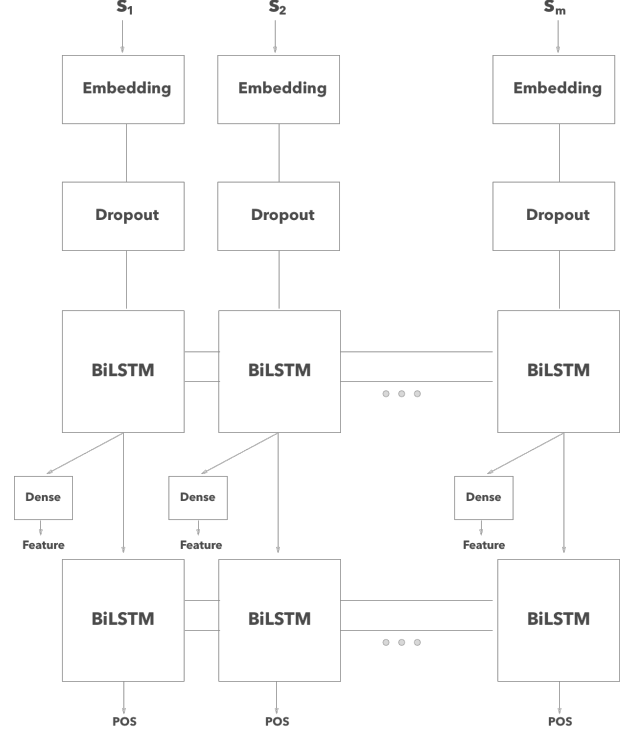 S1 S2 Sm
Embedding Embedding Embedding
Dropout Dropout Dropout
BiLSTM BiLSTM BiLSTM
Dense Dense Dense
Feature Feature Feature
BiLSTM BiLSTM BiLSTM
POS POS POS